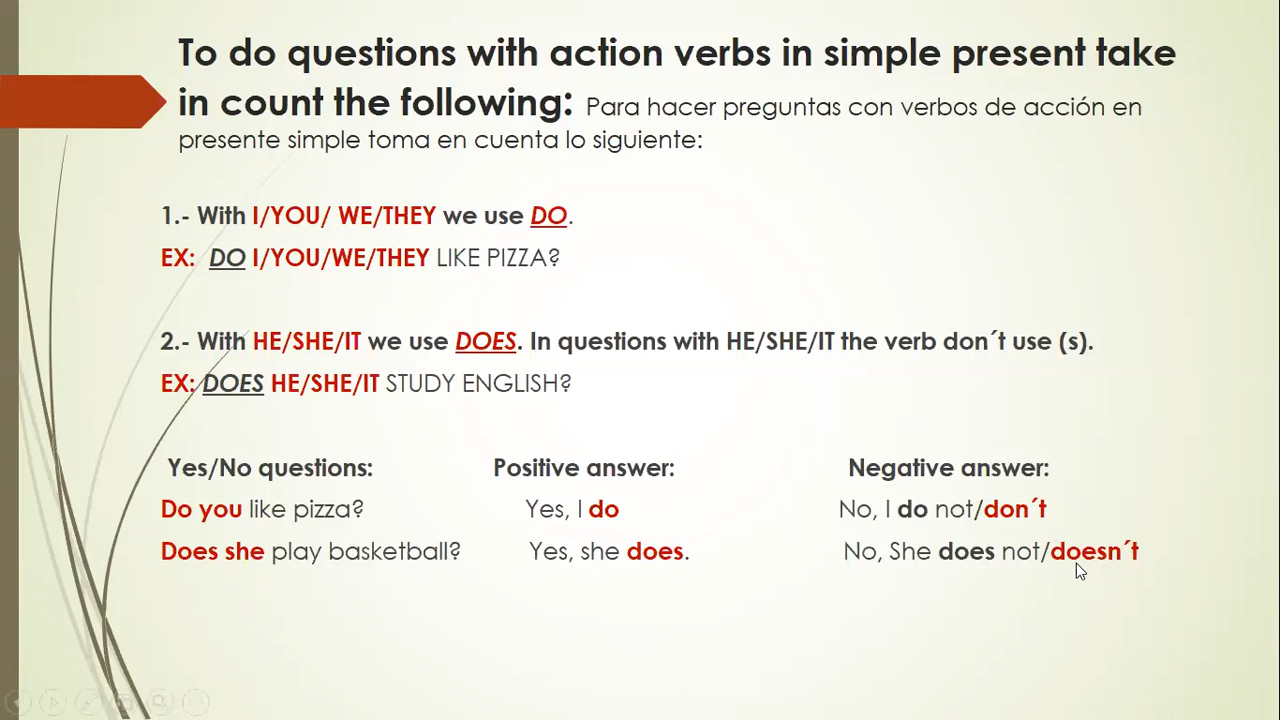 To do questions with action verbs in simple present take
in count the following: Para hacer preguntas con verbos de acción en
presente simple toma en cuenta lo siguiente:
1.- With I/YOU/ WE/THEY we use DO.
EX: DO I/YOU/WE/THEY LIKE PIZZA?
2.- With HE/SHE/IT we use DOES. In questions with HE/SHE/IT the verb don´t use (s).
EX: DOES HE/SHE/IT STUDY ENGLISH?
Yes/No questions: Positive answer: Negative answer:
Do you like pizza? Yes, I do No, I do not/don´t
Does she play basketball? Yes, she does. No, She does not/doesn´t